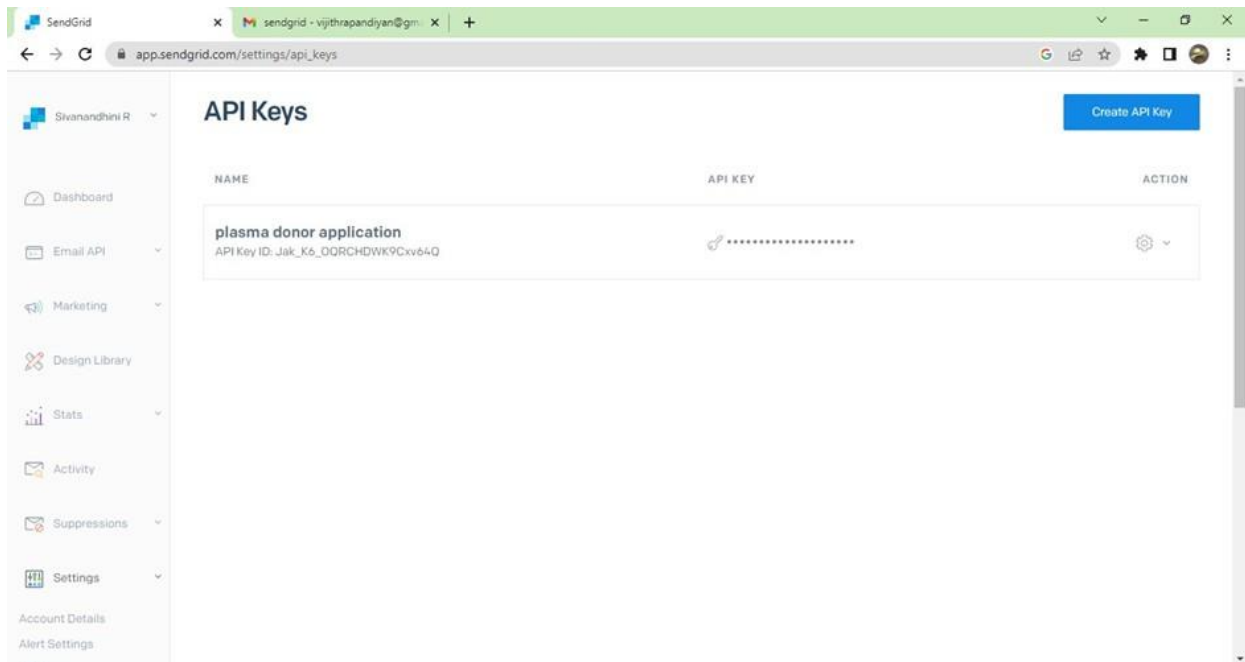 SendGrid
sendgrid - vijithrapandiyan@gm
app.sendgrid.com/settings/api_keys
Sivanandhini R
API Keys
Create API Key
NAME
API KEY
ACTION
Dashboard
plasma donor application
API Key ID: Jak_K6_OQRCHDWK9Cxv64Q
••••••••••••••••••••
Email API
Marketing
Design Library
Stats
Activity
Suppressions
Settings
Account Details
Alert Settings